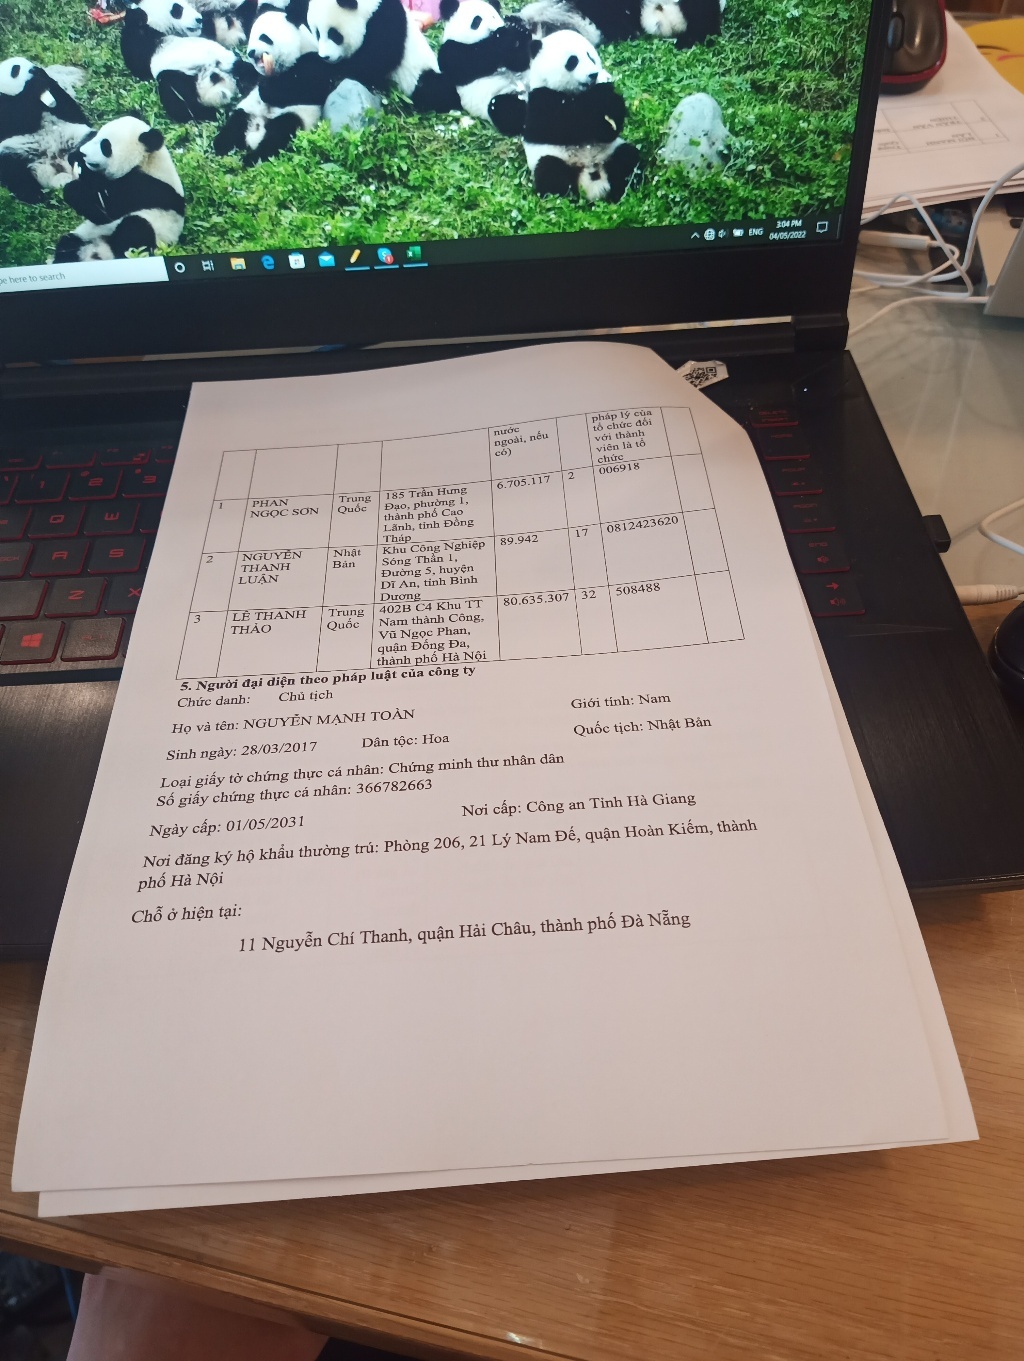 pe here to search
ENG
3:04 PM
04/05/2022
nước
ngoài, nếu
có)
pháp lý của
tổ chức đối
với thành
viên là tổ
chức
1
PHAN
NGỌC SƠN
Trung
Quốc
185 Trần Hưng
Đạo, phường 1,
thành phố Cao
Lãnh, tỉnh Đồng
Tháp
6.705.117
2
006918
2
NGUYỄN
THANH
LUẬN
Nhật
Bản
Khu Công Nghiệp
Sóng Thần 1,
Đường 5, huyện
Dĩ An, tỉnh Bình
Dương
89.942
17
0812423620
3
LÊ THANH
THẢO
Trung
Quốc
402B C4 Khu TT
Nam thành Công,
Vũ Ngọc Phan,
quận Đống Đa,
thành phố Hà Nội
80.635.307
32
508488
5. Người đại diện theo pháp luật của công ty
Chức danh: Chủ tịch
Họ và tên: NGUYỄN MẠNH TOÀN Giới tính: Nam
Sinh ngày: 28/03/2017 Dân tộc: Hoa Quốc tịch: Nhật Bản
Loại giấy tờ chứng thực cá nhân: Chứng minh thư nhân dân
Số giấy chứng thực cá nhân: 366782663
Ngày cấp: 01/05/2031 Nơi cấp: Công an Tỉnh Hà Giang
Nơi đăng ký hộ khẩu thường trú: Phòng 206, 21 Lý Nam Đế, quận Hoàn Kiếm, thành
phố Hà Nội
Chỗ ở hiện tại:
11 Nguyễn Chí Thanh, quận Hải Châu, thành phố Đà Nẵng